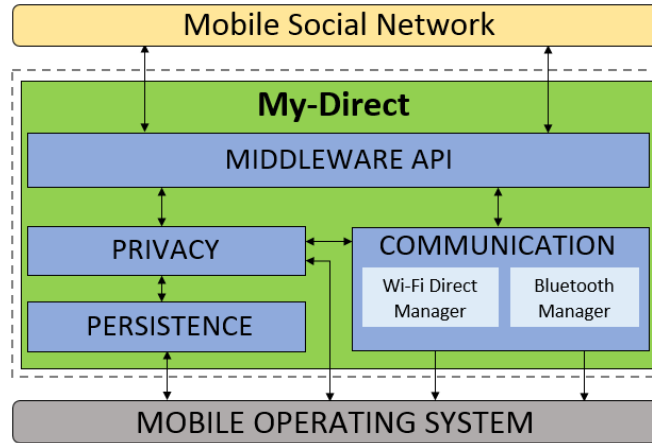 Mobile Social Network
My-Direct
MIDDLEWARE API
PRIVACY
COMMUNICATION
Wi-Fi Direct
Manager
Bluetooth
Manager
PERSISTENCE
MOBILE OPERATING SYSTEM